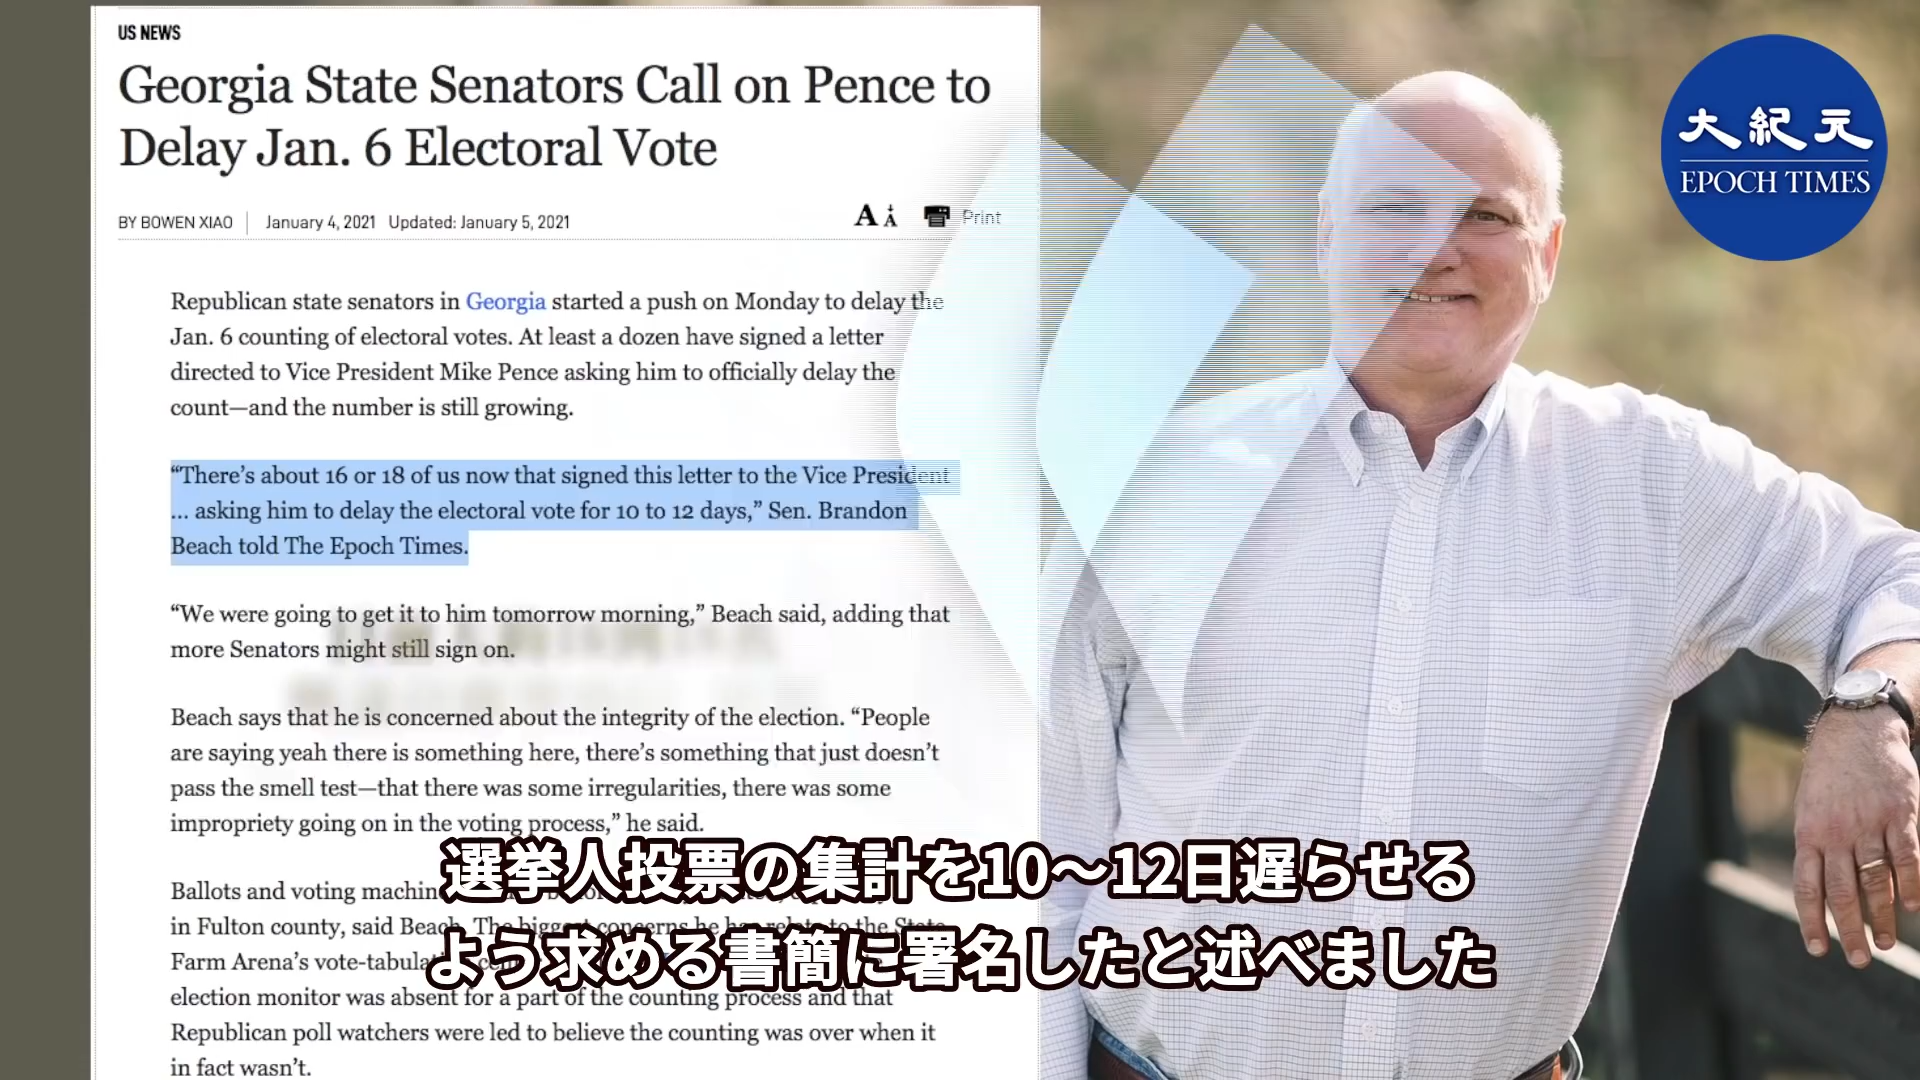 US NEWS
Georgia State Senators Call on Pence to
Delay Jan. 6 Electoral Vote
BY BOWEN XIAO January 4, 2021 Updated: January 5, 2021
Print
大紀元
EPOCH TIMES
Republican state senators in Georgia started a push on Monday to delay the
Jan. 6 counting of electoral votes. At least a dozen have signed a letter
directed to Vice President Mike Pence asking him to officially delay the
count—and the number is still growing.
“There’s about 16 or 18 of us now that signed this letter to the Vice President
... asking him to delay the electoral vote for 10 to 12 days,” Sen. Brandon
Beach told The Epoch Times.
“We were going to get it to him tomorrow morning,” Beach said, adding that
more Senators might still sign on.
Beach says that he is concerned about the integrity of the election. “People
are saying yeah there is something here, there’s something that just doesn’t
pass the smell test—that there was some irregularities, there was some
impropriety going on in the voting process,” he said.
Ballots and voting
in Fulton county, said Beach. The biggest concerns he has relate to the State
Farm Arena’s
election monitor was absent for a part of the counting process and that
Republican poll watchers were led to believe the counting was over when it
in fact wasn’t.
選挙人投票の集計を10～12日遅らせる
よう求める書簡に署名したと述べました